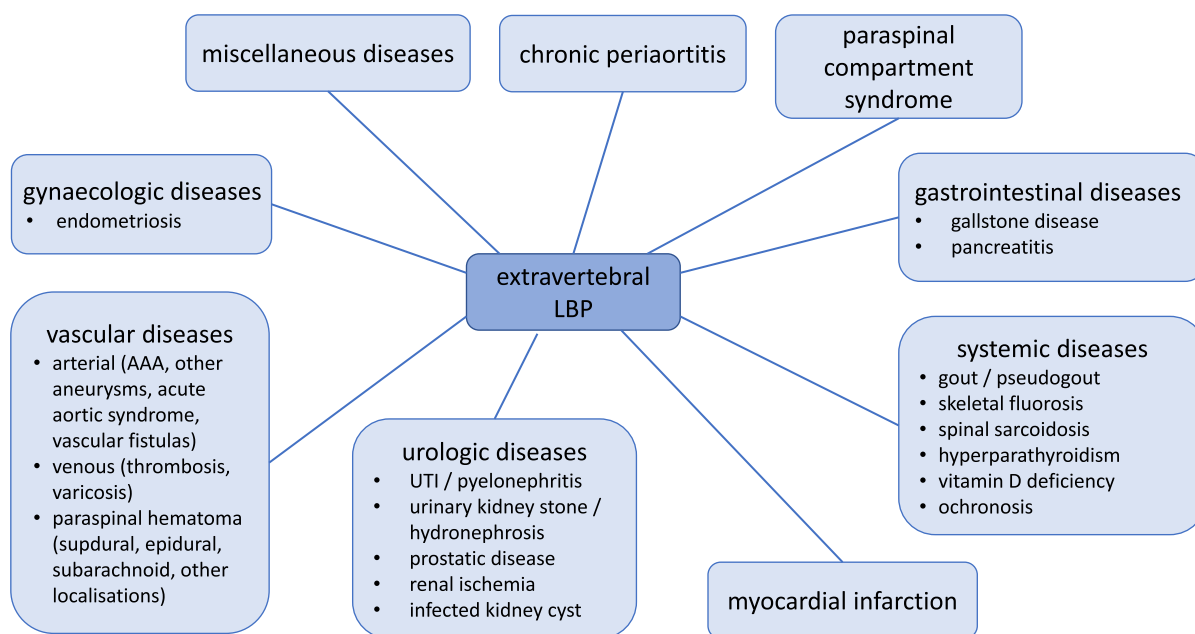 miscellaneous diseases
chronic periaortitis
paraspinal
compartment
syndrome
gynaecologic diseases
• endometriosis
gastrointestinal diseases
• gallstone disease
• pancreatitis
extravertebral
LBP
vascular diseases
• arterial (AAA, other
aneurysms, acute
aortic syndrome,
vascular fistulas)
• venous (thrombosis,
varicosis)
• paraspinal hematoma
(supdural, epidural,
subarachnoid, other
localisations)
urologic diseases
• UTI / pyelonephritis
• urinary kidney stone /
hydronephrosis
• prostatic disease
• renal ischemia
• infected kidney cyst
systemic diseases
• gout / pseudogout
• skeletal fluorosis
• spinal sarcoidosis
• hyperparathyroidism
• vitamin D deficiency
• ochronosis
myocardial infarction